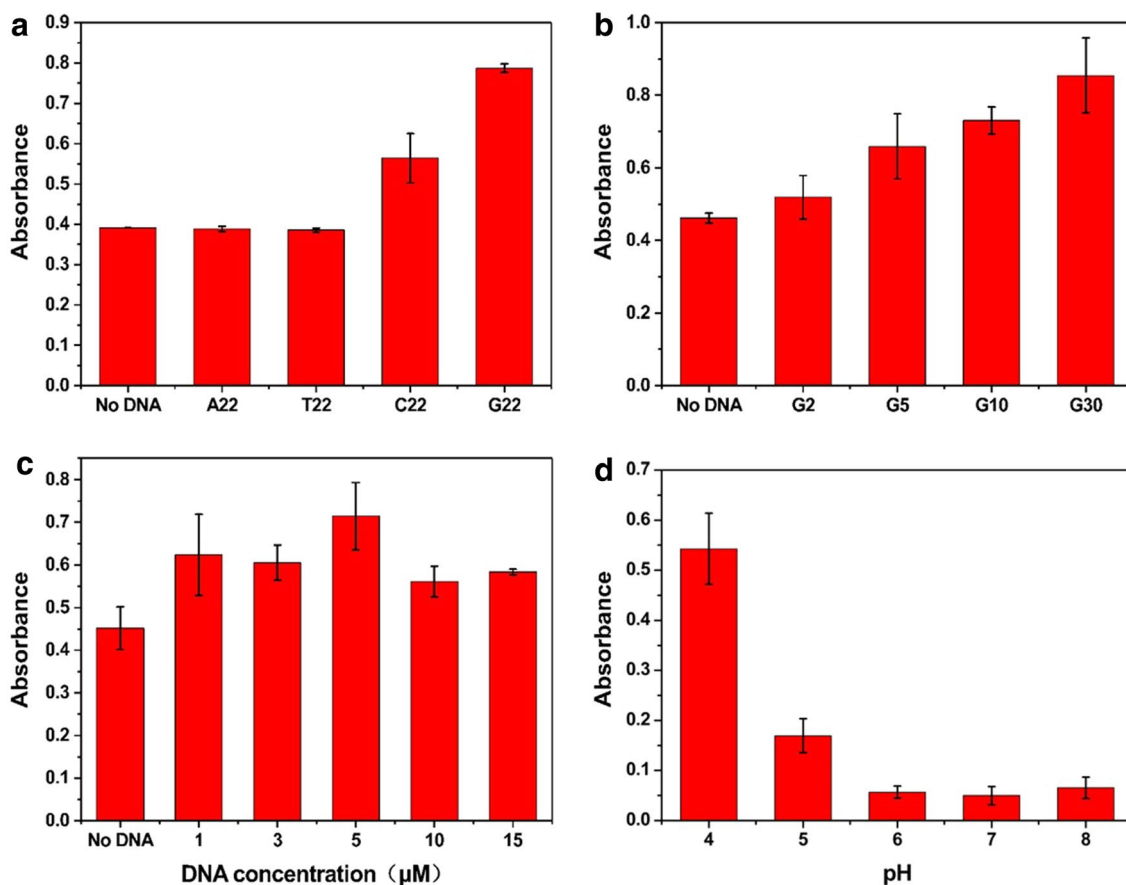 a
Absorbance
0.9
0.8
0.7
0.6
0.5
0.4
0.3
0.2
0.1
0.0
No DNA A22 T22 C22 G22
b
Absorbance
1.0
0.8
0.6
0.4
0.2
0.0
No DNA G2 G5 G10 G30
c
Absorbance
0.8
0.7
0.6
0.5
0.4
0.3
0.2
0.1
0.0
No DNA 1 3 5 10 15
DNA concentration（μM）
d
Absorbance
0.7
0.6
0.5
0.4
0.3
0.2
0.1
0.0
4 5 6 7 8
pH